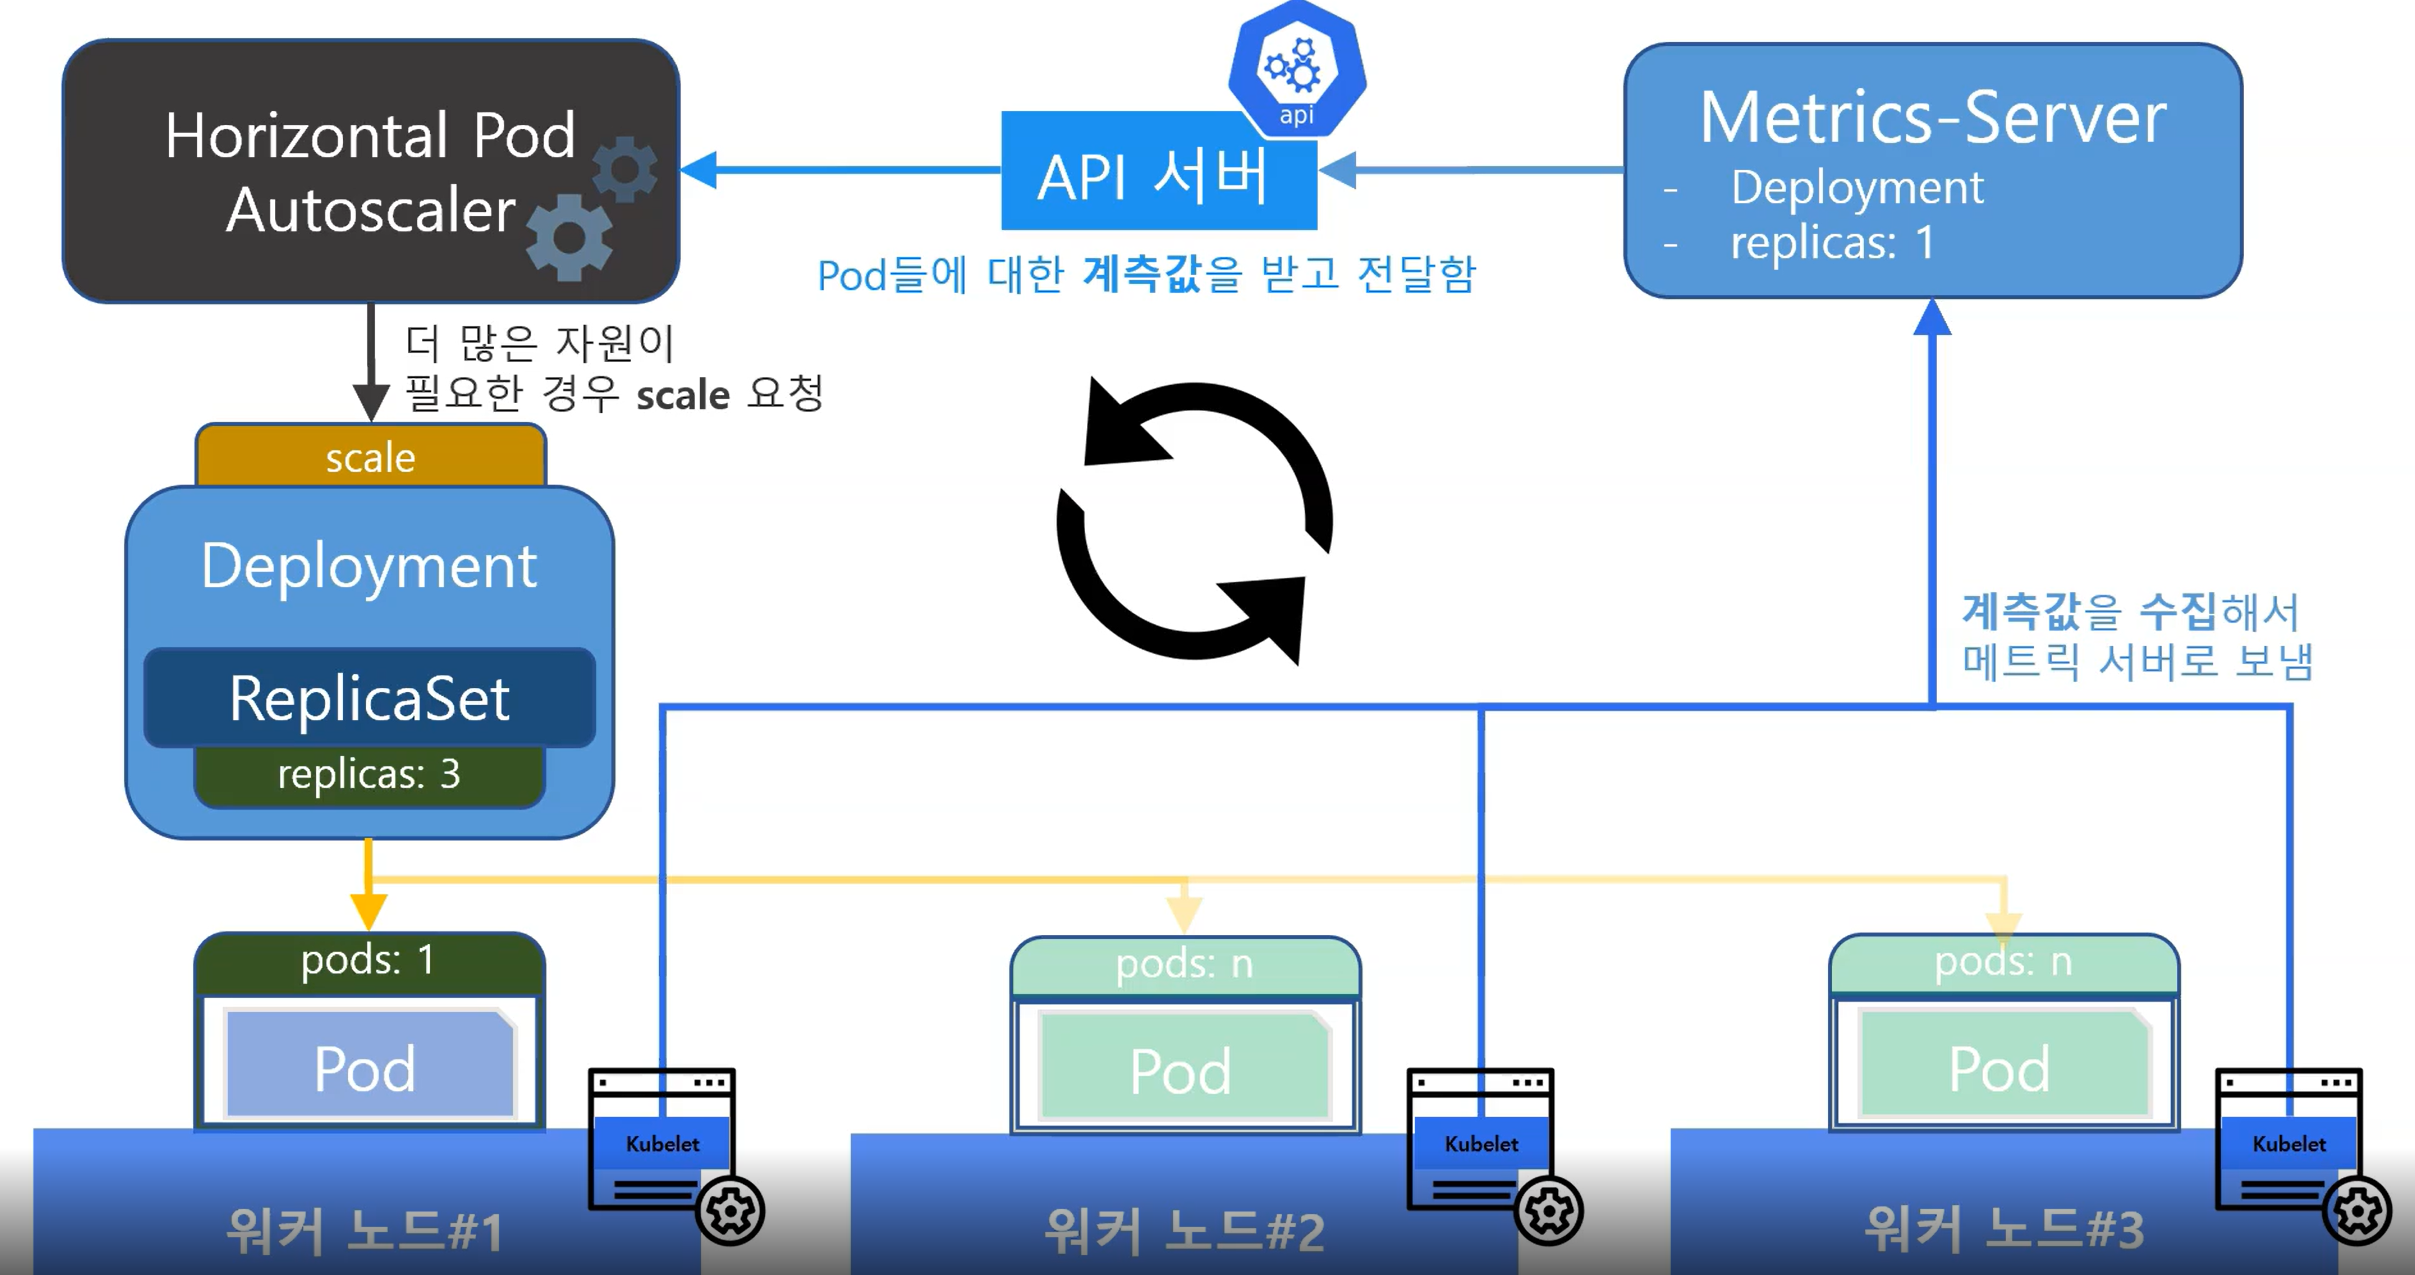 Horizontal Pod
Autoscaler
api
API 서버
Pod들에 대한 계측값을 받고 전달함
Metrics-Server
- Deployment
- replicas: 1
더 많은 자원이
필요한 경우 scale 요청
scale
Deployment
ReplicaSet
replicas: 3
계측값을 수집해서
메트릭 서버로 보냄
pods: 1
Pod
Kubelet
워커 노드#1
pods: n
Pod
Kubelet
워커 노드#2
pods: n
Pod
Kubelet
워커 노드#3